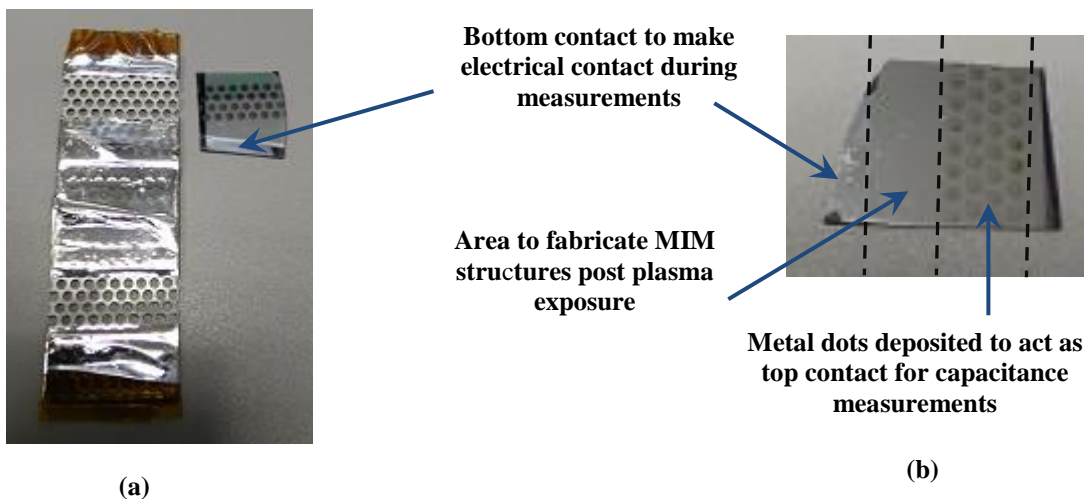 Bottom contact to make
electrical contact during
measurements
Area to fabricate MIM
structures post plasma
exposure
Metal dots deposited to act as
top contact for capacitance
measurements
(a)
(b)